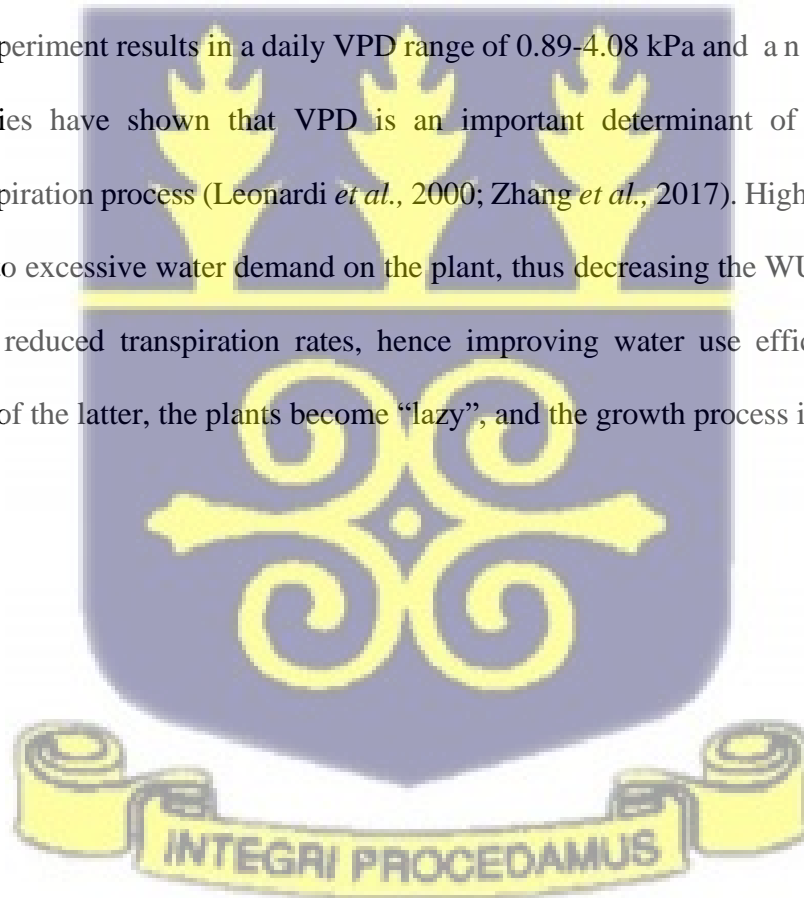 periment results in a daily VPD range of 0.89-4.08 kPa and an
ies have shown that VPD is an important determinant of
piration process (Leonardi et al., 2000; Zhang et al., 2017). High
o excessive water demand on the plant, thus decreasing the WU
reduced transpiration rates, hence improving water use effic
of the latter, the plants become “lazy”, and the growth process i
INTEGRI PROCEDAMUS